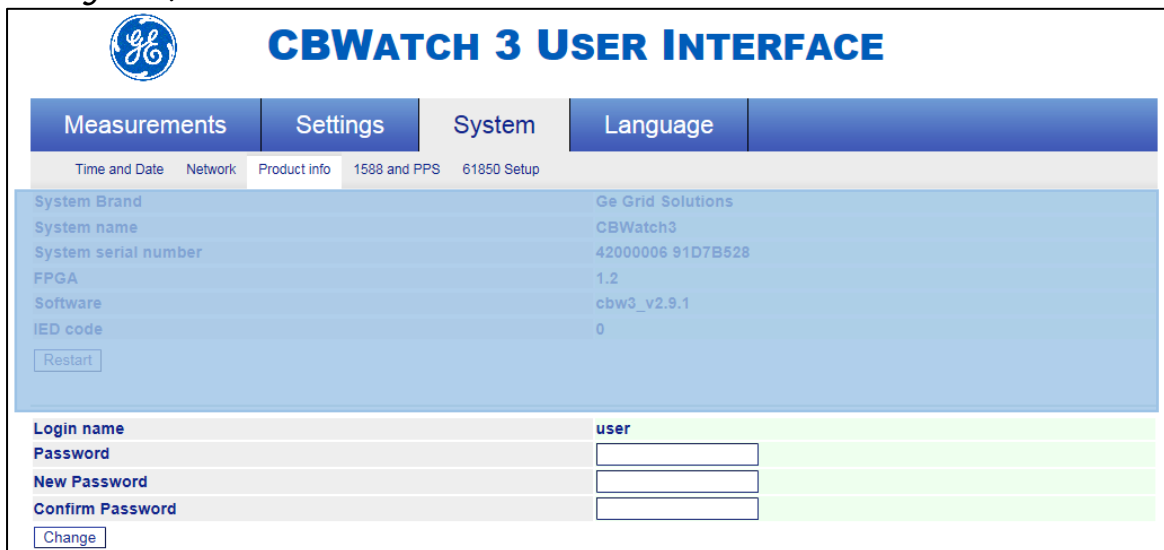 CBWATCH 3 USER INTERFACE
Measurements Settings System Language
Time and Date Network Product info 1588 and PPS 61850 Setup
System Brand Ge Grid Solutions
System name CBWatch3
System serial number 42000006 91D7B528
FPGA 1.2
Software cbw3_v2.9.1
IED code 0
Restart
Login name user
Password
New Password
Confirm Password
Change